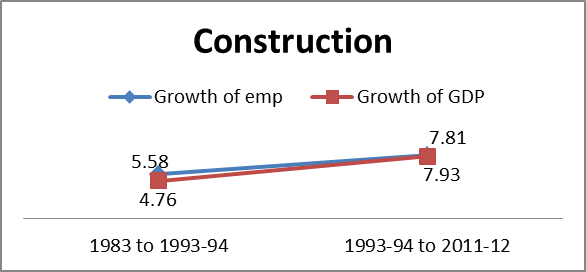 Construction
Growth of emp Growth of GDP
5.58 7.81
4.76 7.93
1983 to 1993-94 1993-94 to 2011-12